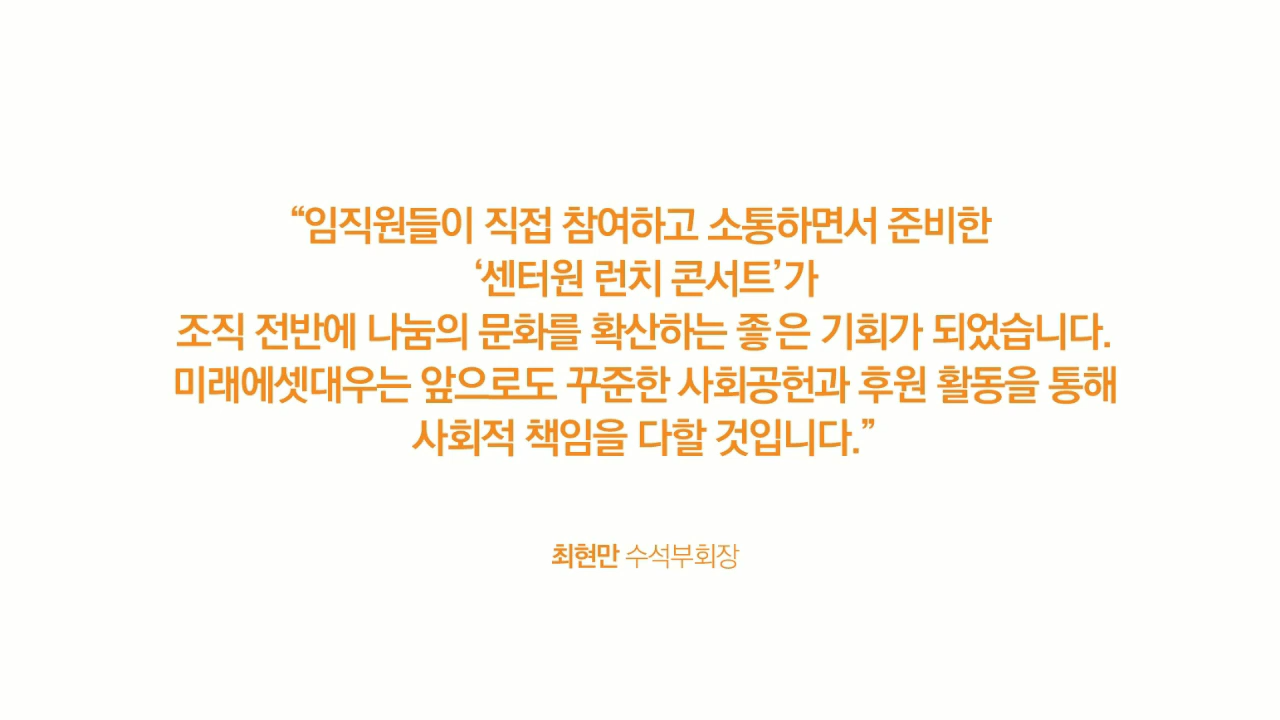 “임직원들이 직접 참여하고 소통하면서 준비한
‘센터원 런치 콘서트’가
조직 전반에 나눔의 문화를 확산하는 좋은 기회가 되었습니다.
미래에셋대우는 앞으로도 꾸준한 사회공헌과 후원 활동을 통해
사회적 책임을 다할 것입니다.”
최현만 수석부회장